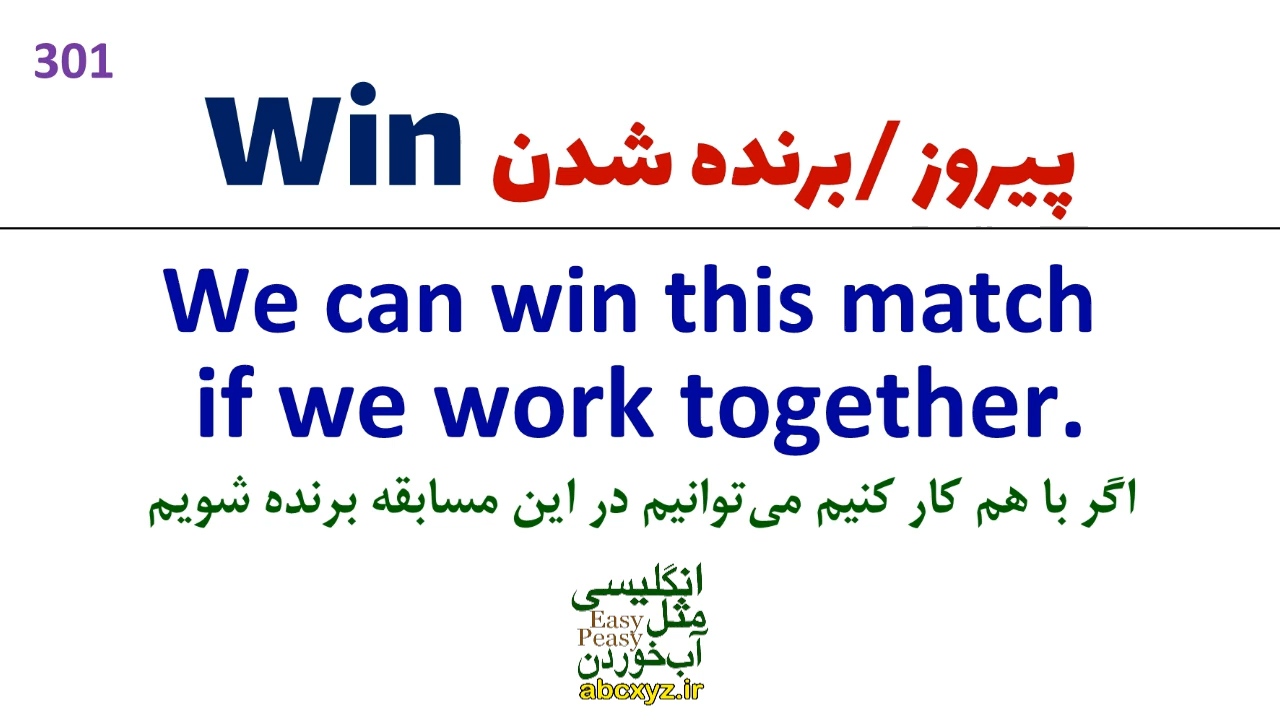 301
Win پیروز /برنده شدن
We can win this match
if we work together.
اگر با هم کار کنیم می‌توانیم در این مسابقه برنده شویم
انگلیسی
مثل Easy
Peasy
آب‌خوردن
abcxyz.ir